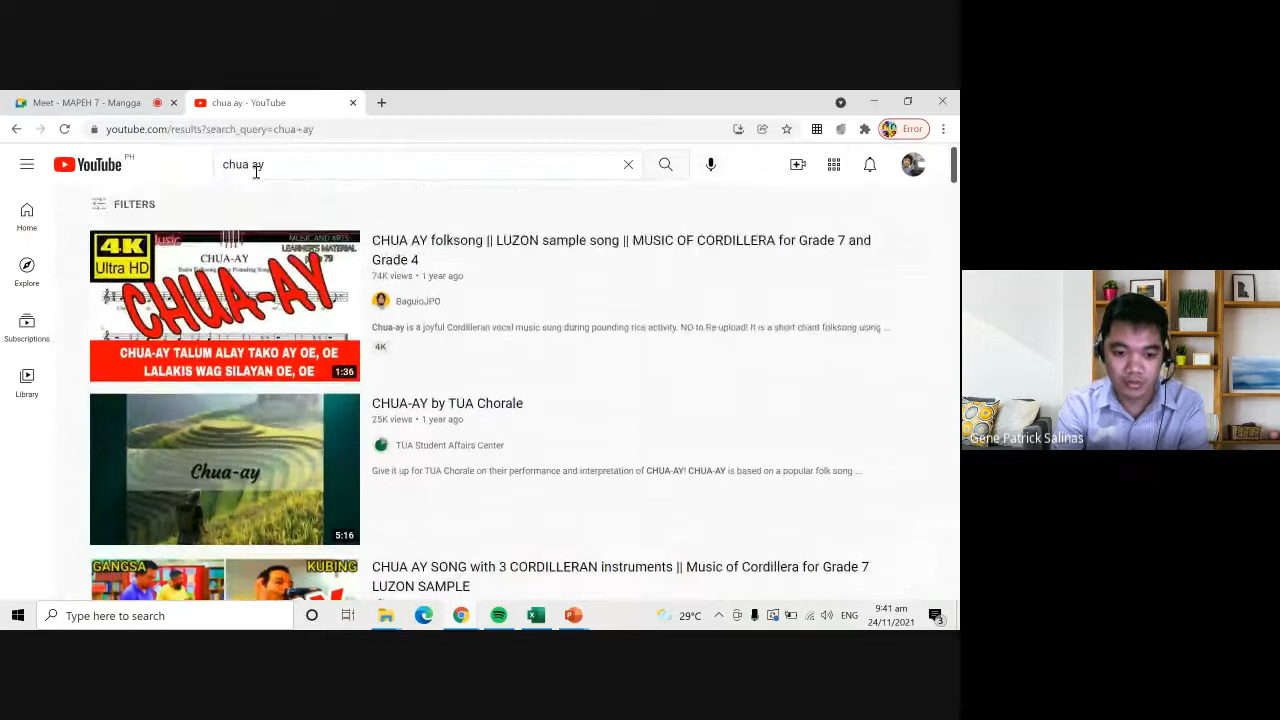 Meet - MAPEH 7 - Mangga
chua ay - YouTube
youtube.com/results?search_query=chua+ay
Error
YouTube PH
chua ay
FILTERS
Home
Explore
Subscriptions
Library
4K
Ultra HD
MUSIC AND ARTS
LEARNER'S MATERIAL
CHUA-AY
CHUA-AY
CHUA-AY TALUM ALAY TAKO AY OE, OE
LALAKIS WAG SILAYAN OE, OE
1:36
CHUA AY folksong || LUZON sample song || MUSIC OF CORDILLERA for Grade 7 and
Grade 4
74K views • 1 year ago
BaguioJPO
Chua-ay is a joyful Cordilleran vocal music sung during pounding rice activity. NO to Re-upload! It is a short chant folksong using ...
4K
Chua-ay
5:16
CHUA-AY by TUA Chorale
25K views • 1 year ago
TUA Student Affairs Center
Give it up for TUA Chorale on their performance and interpretation of CHUA-AY! CHUA-AY is based on a popular folk song ...
GANGSA
KUBING
CHUA AY SONG with 3 CORDILLERAN instruments || Music of Cordillera for Grade 7
LUZON SAMPLE
Type here to search
29°C
ENG
9:41 am
24/11/2021
3
Gene Patrick Salinas